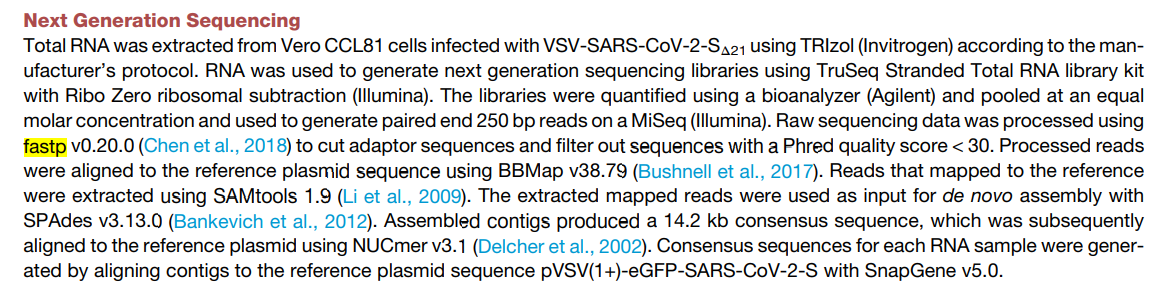 Next Generation Sequencing
Total RNA was extracted from Vero CCL81 cells infected with VSV-SARS-CoV-2-SΔ21 using TRIzol (Invitrogen) according to the man-
ufacturer's protocol. RNA was used to generate next generation sequencing libraries using TruSeq Stranded Total RNA library kit
with Ribo Zero ribosomal subtraction (Illumina). The libraries were quantified using a bioanalyzer (Agilent) and pooled at an equal
molar concentration and used to generate paired end 250 bp reads on a MiSeq (Illumina). Raw sequencing data was processed using
fastp v0.20.0 (Chen et al., 2018) to cut adaptor sequences and filter out sequences with a Phred quality score < 30. Processed reads
were aligned to the reference plasmid sequence using BBMap v38.79 (Bushnell et al., 2017). Reads that mapped to the reference
were extracted using SAMtools 1.9 (Li et al., 2009). The extracted mapped reads were used as input for de novo assembly with
SPAdes v3.13.0 (Bankevich et al., 2012). Assembled contigs produced a 14.2 kb consensus sequence, which was subsequently
aligned to the reference plasmid using NUCmer v3.1 (Delcher et al., 2002). Consensus sequences for each RNA sample were gener-
ated by aligning contigs to the reference plasmid sequence pVSV(1+)-eGFP-SARS-CoV-2-S with SnapGene v5.0.